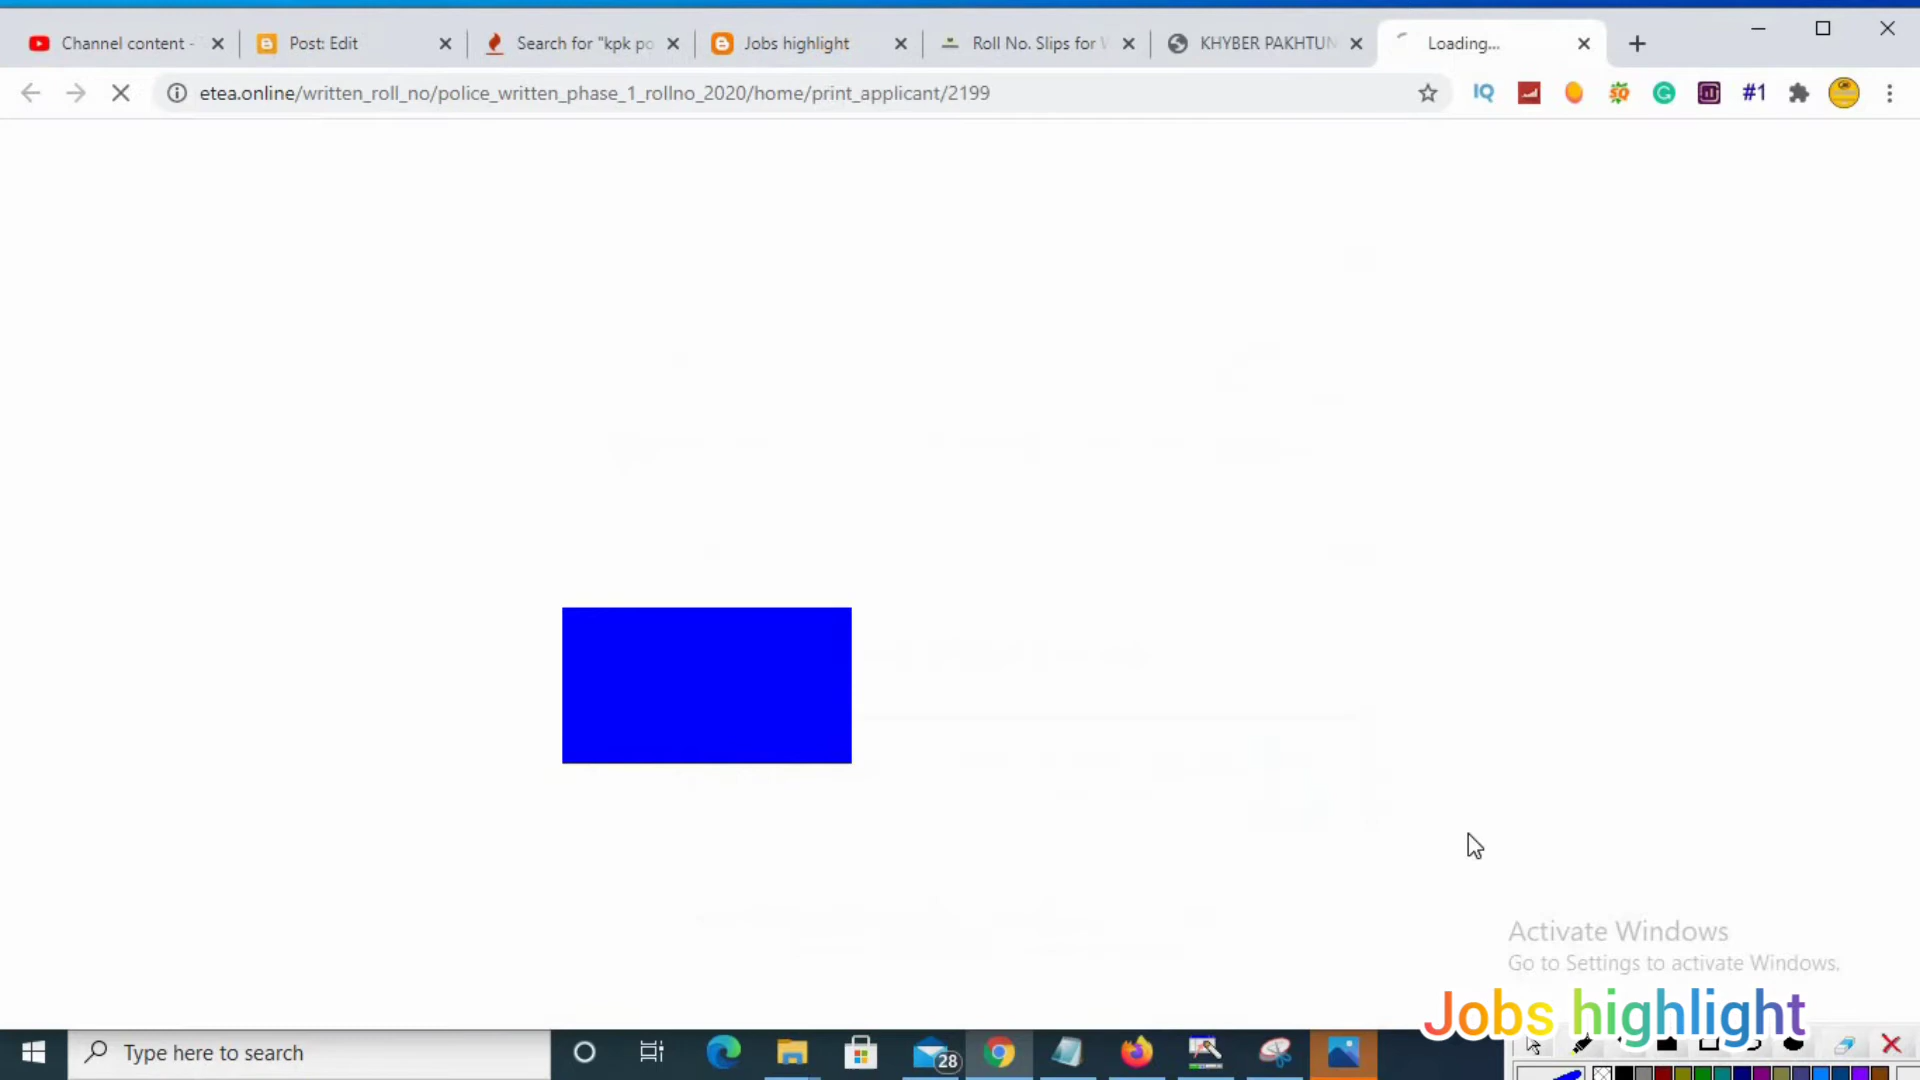 Channel content -
Post: Edit
Search for "kpk po
Jobs highlight
Roll No. Slips for W
KHYBER PAKHTUN
Loading...
etea.online/written_roll_no/police_written_phase_1_rollno_2020/home/print_applicant/2199
IQ
#1
Activate Windows
Go to Settings to activate Windows.
Jobs highlight
Type here to search
28